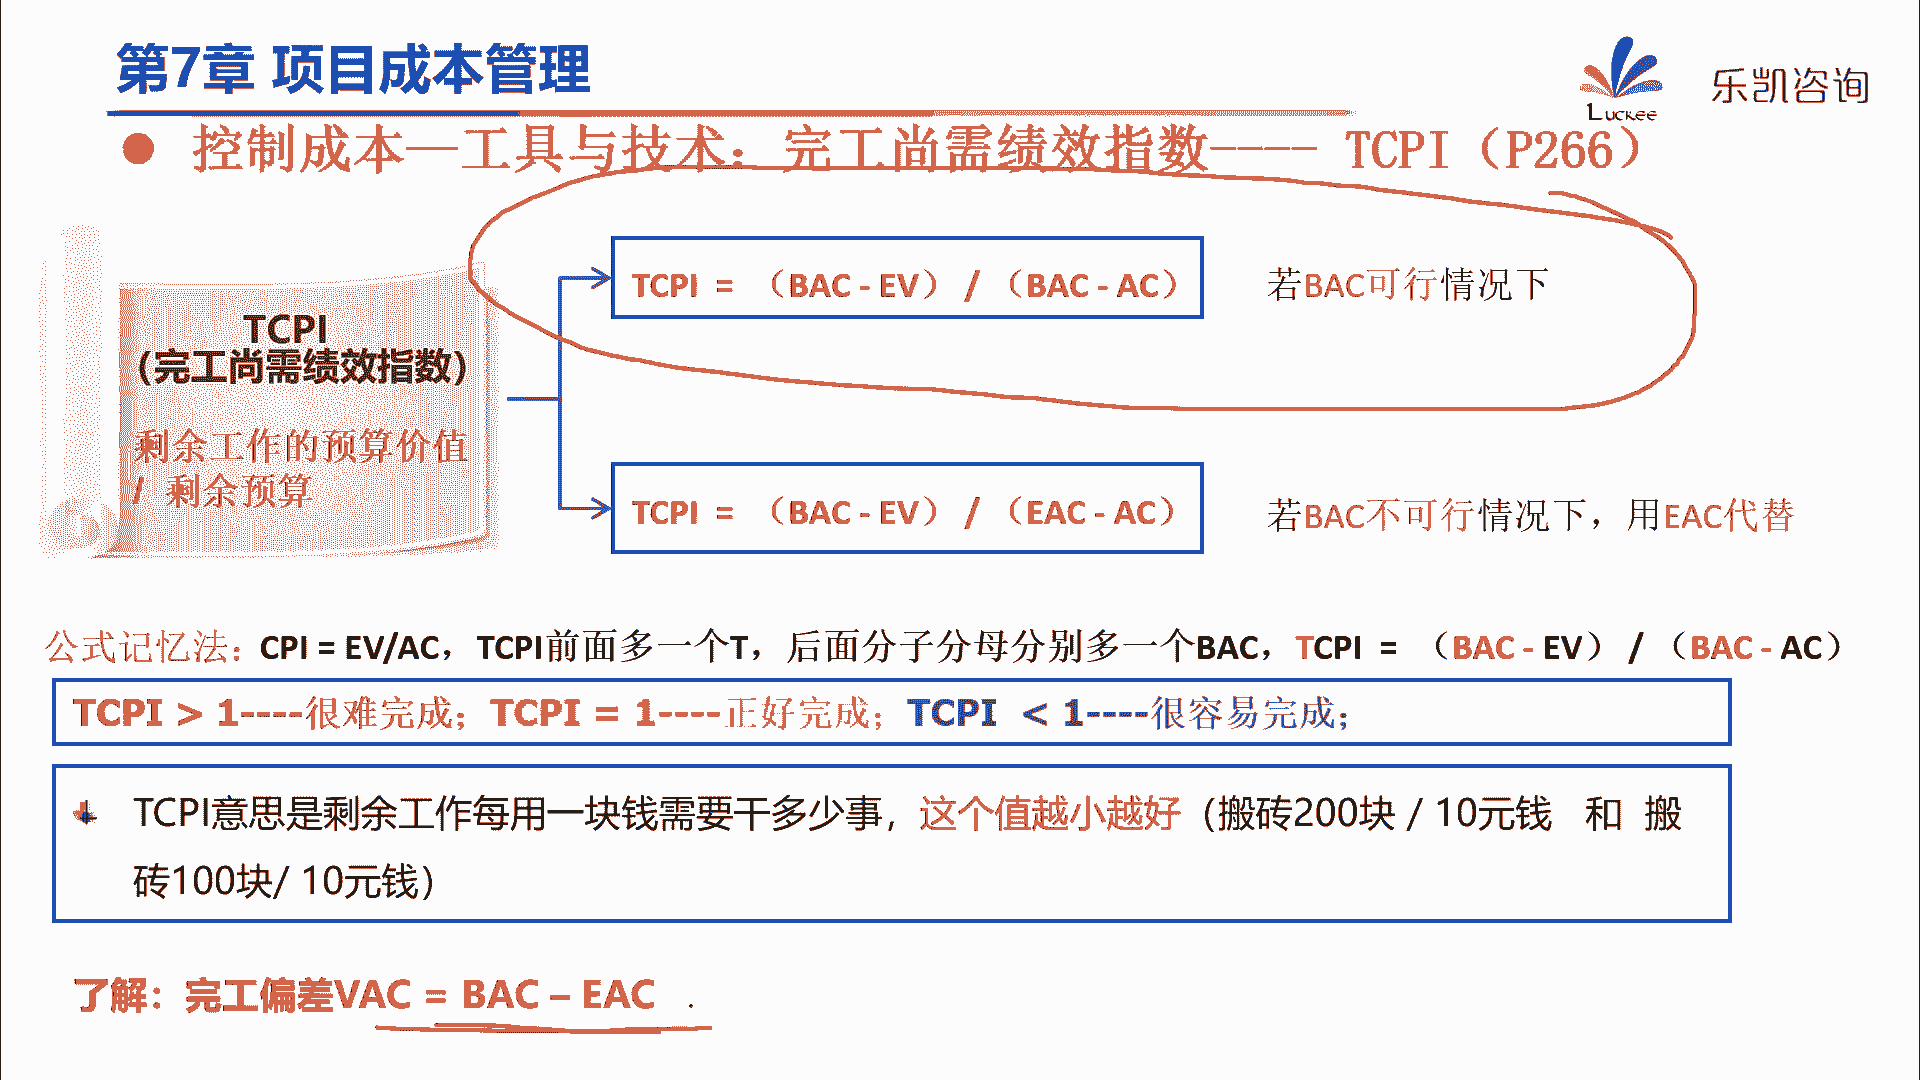 第7章 项目成本管理
Luckee
乐凯咨询
● 控制成本—工具与技术：完工尚需绩效指数---- TCPI（P266）
TCPI
（完工尚需绩效指数）
剩余工作的预算价值
/ 剩余预算
TCPI = （BAC - EV） / （BAC - AC）
若BAC可行情况下
TCPI = （BAC - EV） / （EAC - AC）
若BAC不可行情况下，用EAC代替
公式记忆法：CPI = EV/AC，TCPI前面多一个T，后面分子分母分别多一个BAC，TCPI = （BAC - EV） / （BAC - AC）
TCPI > 1----很难完成；TCPI = 1----正好完成；TCPI < 1----很容易完成；
TCPI意思是剩余工作每用一块钱需要干多少事，这个值越小越好（搬砖200块 / 10元钱 和 搬
砖100块/ 10元钱）
了解：完工偏差VAC = BAC – EAC .